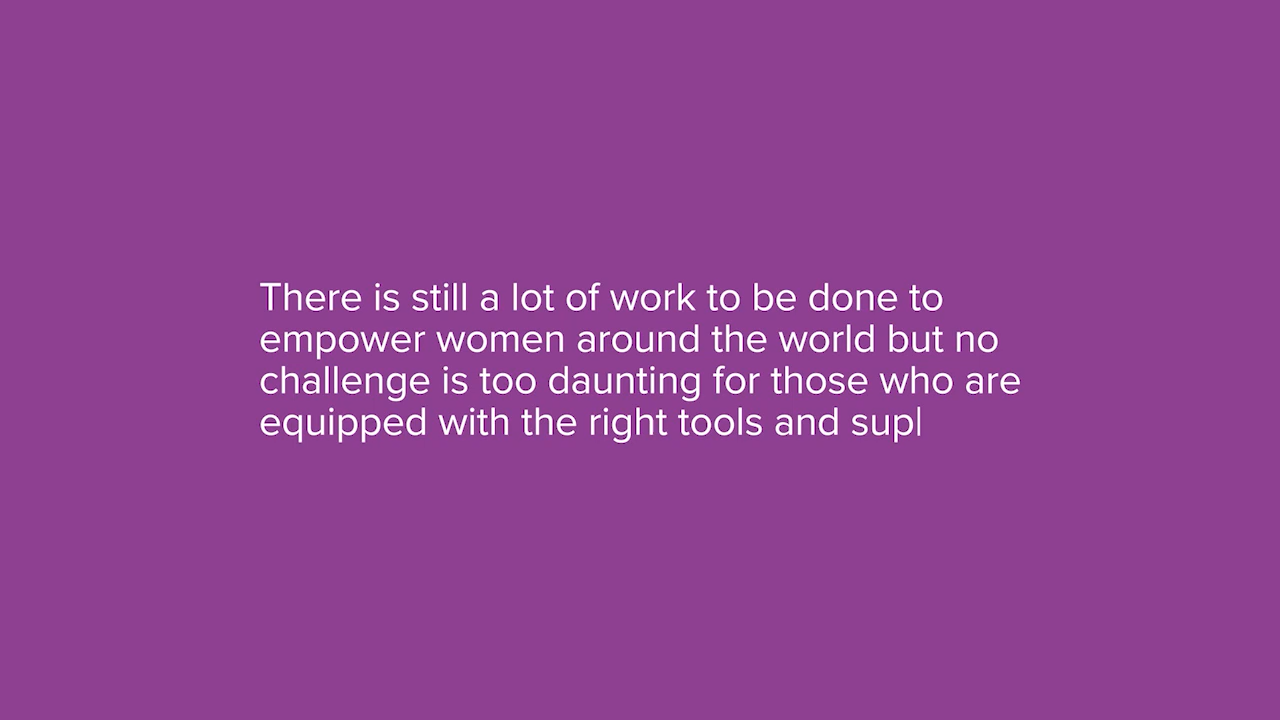 There is still a lot of work to be done to
empower women around the world but no
challenge is too daunting for those who are
equipped with the right tools and sup